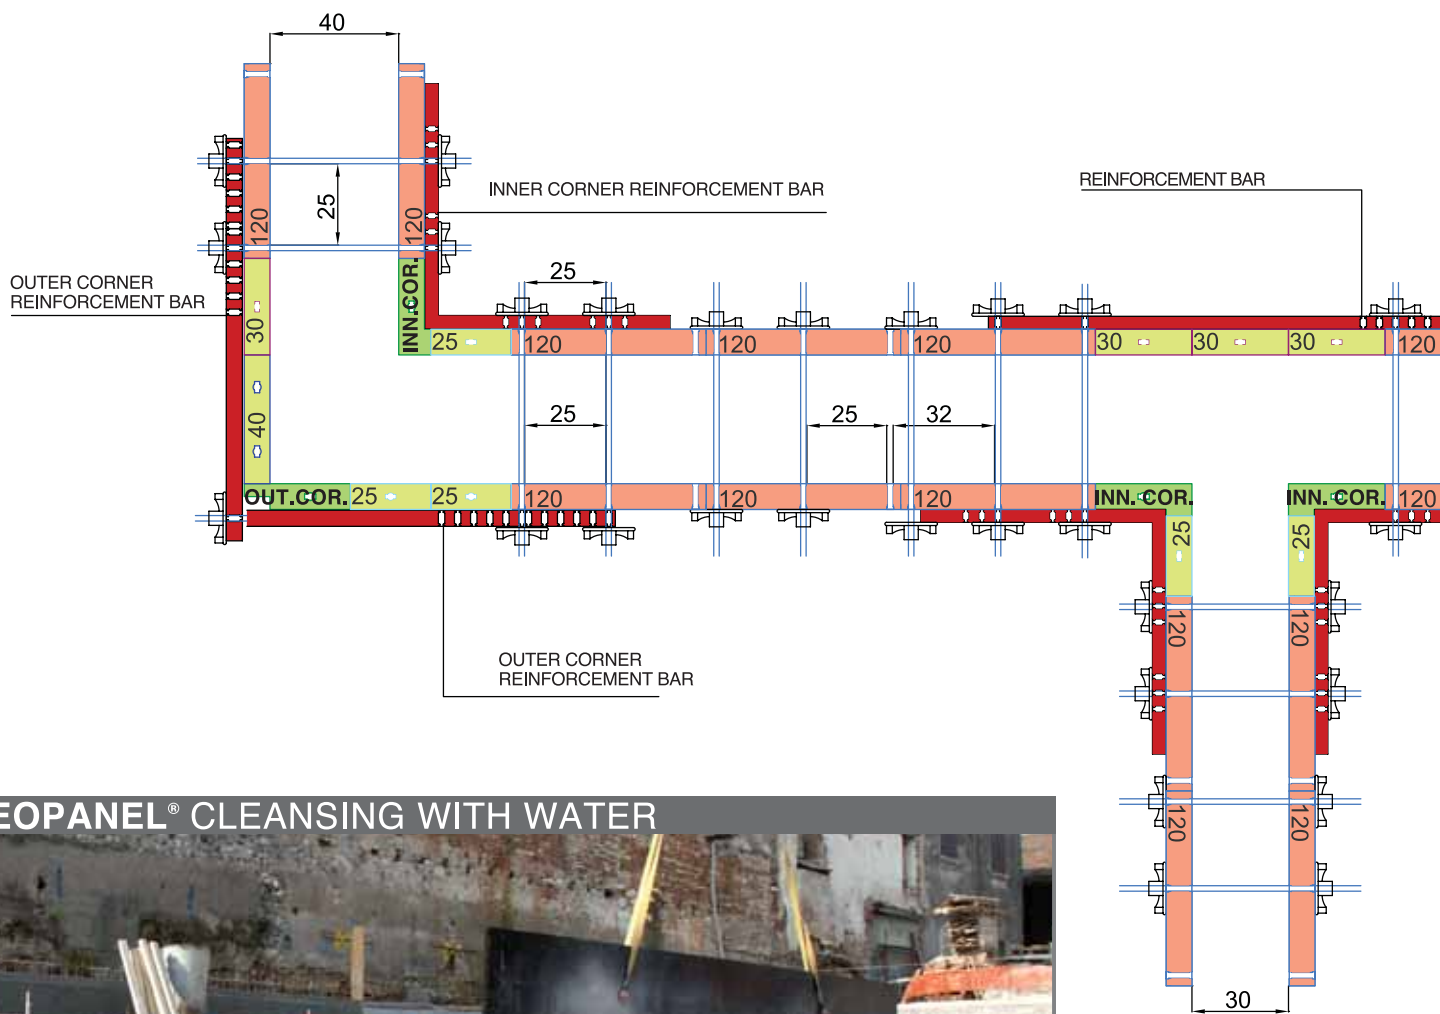 40
INNER CORNER REINFORCEMENT BAR
REINFORCEMENT BAR
25
120
120
OUTER CORNER
REINFORCEMENT BAR
25
INN.COR.
30
25
120
120
120
30
30
30
120
40
25
25
32
OUT.COR.
25
25
120
120
120
INN. COR.
INN. COR.
120
25
25
120
120
OUTER CORNER
REINFORCEMENT BAR
120
120
EOPANEL® CLEANSING WITH WATER
30